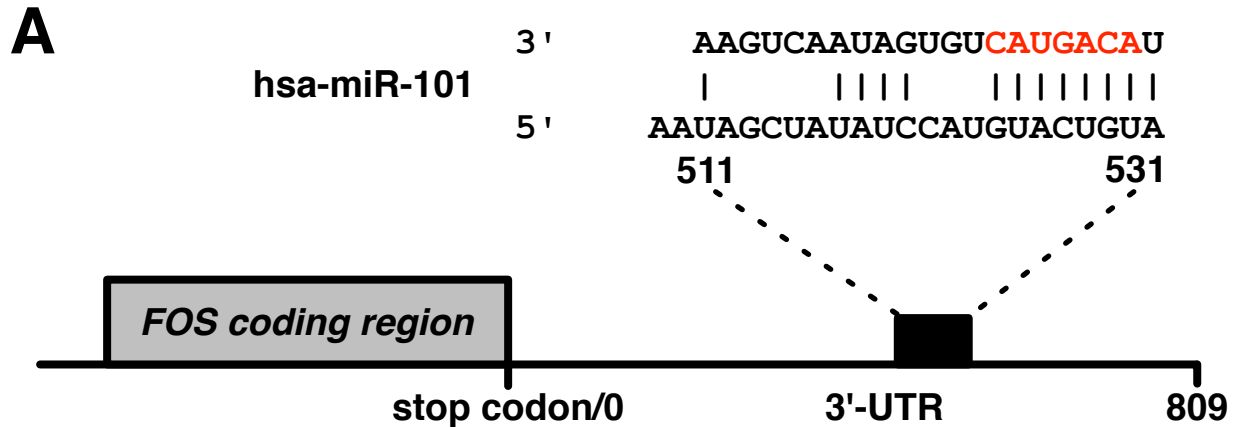 A
3' AAGUCAAUAGUGUCAUGACAU
hsa-miR-101
5' AAUAGCUAUAUCCAUGUACUGUA
511 531
FOS coding region
stop codon/0 3'-UTR 809